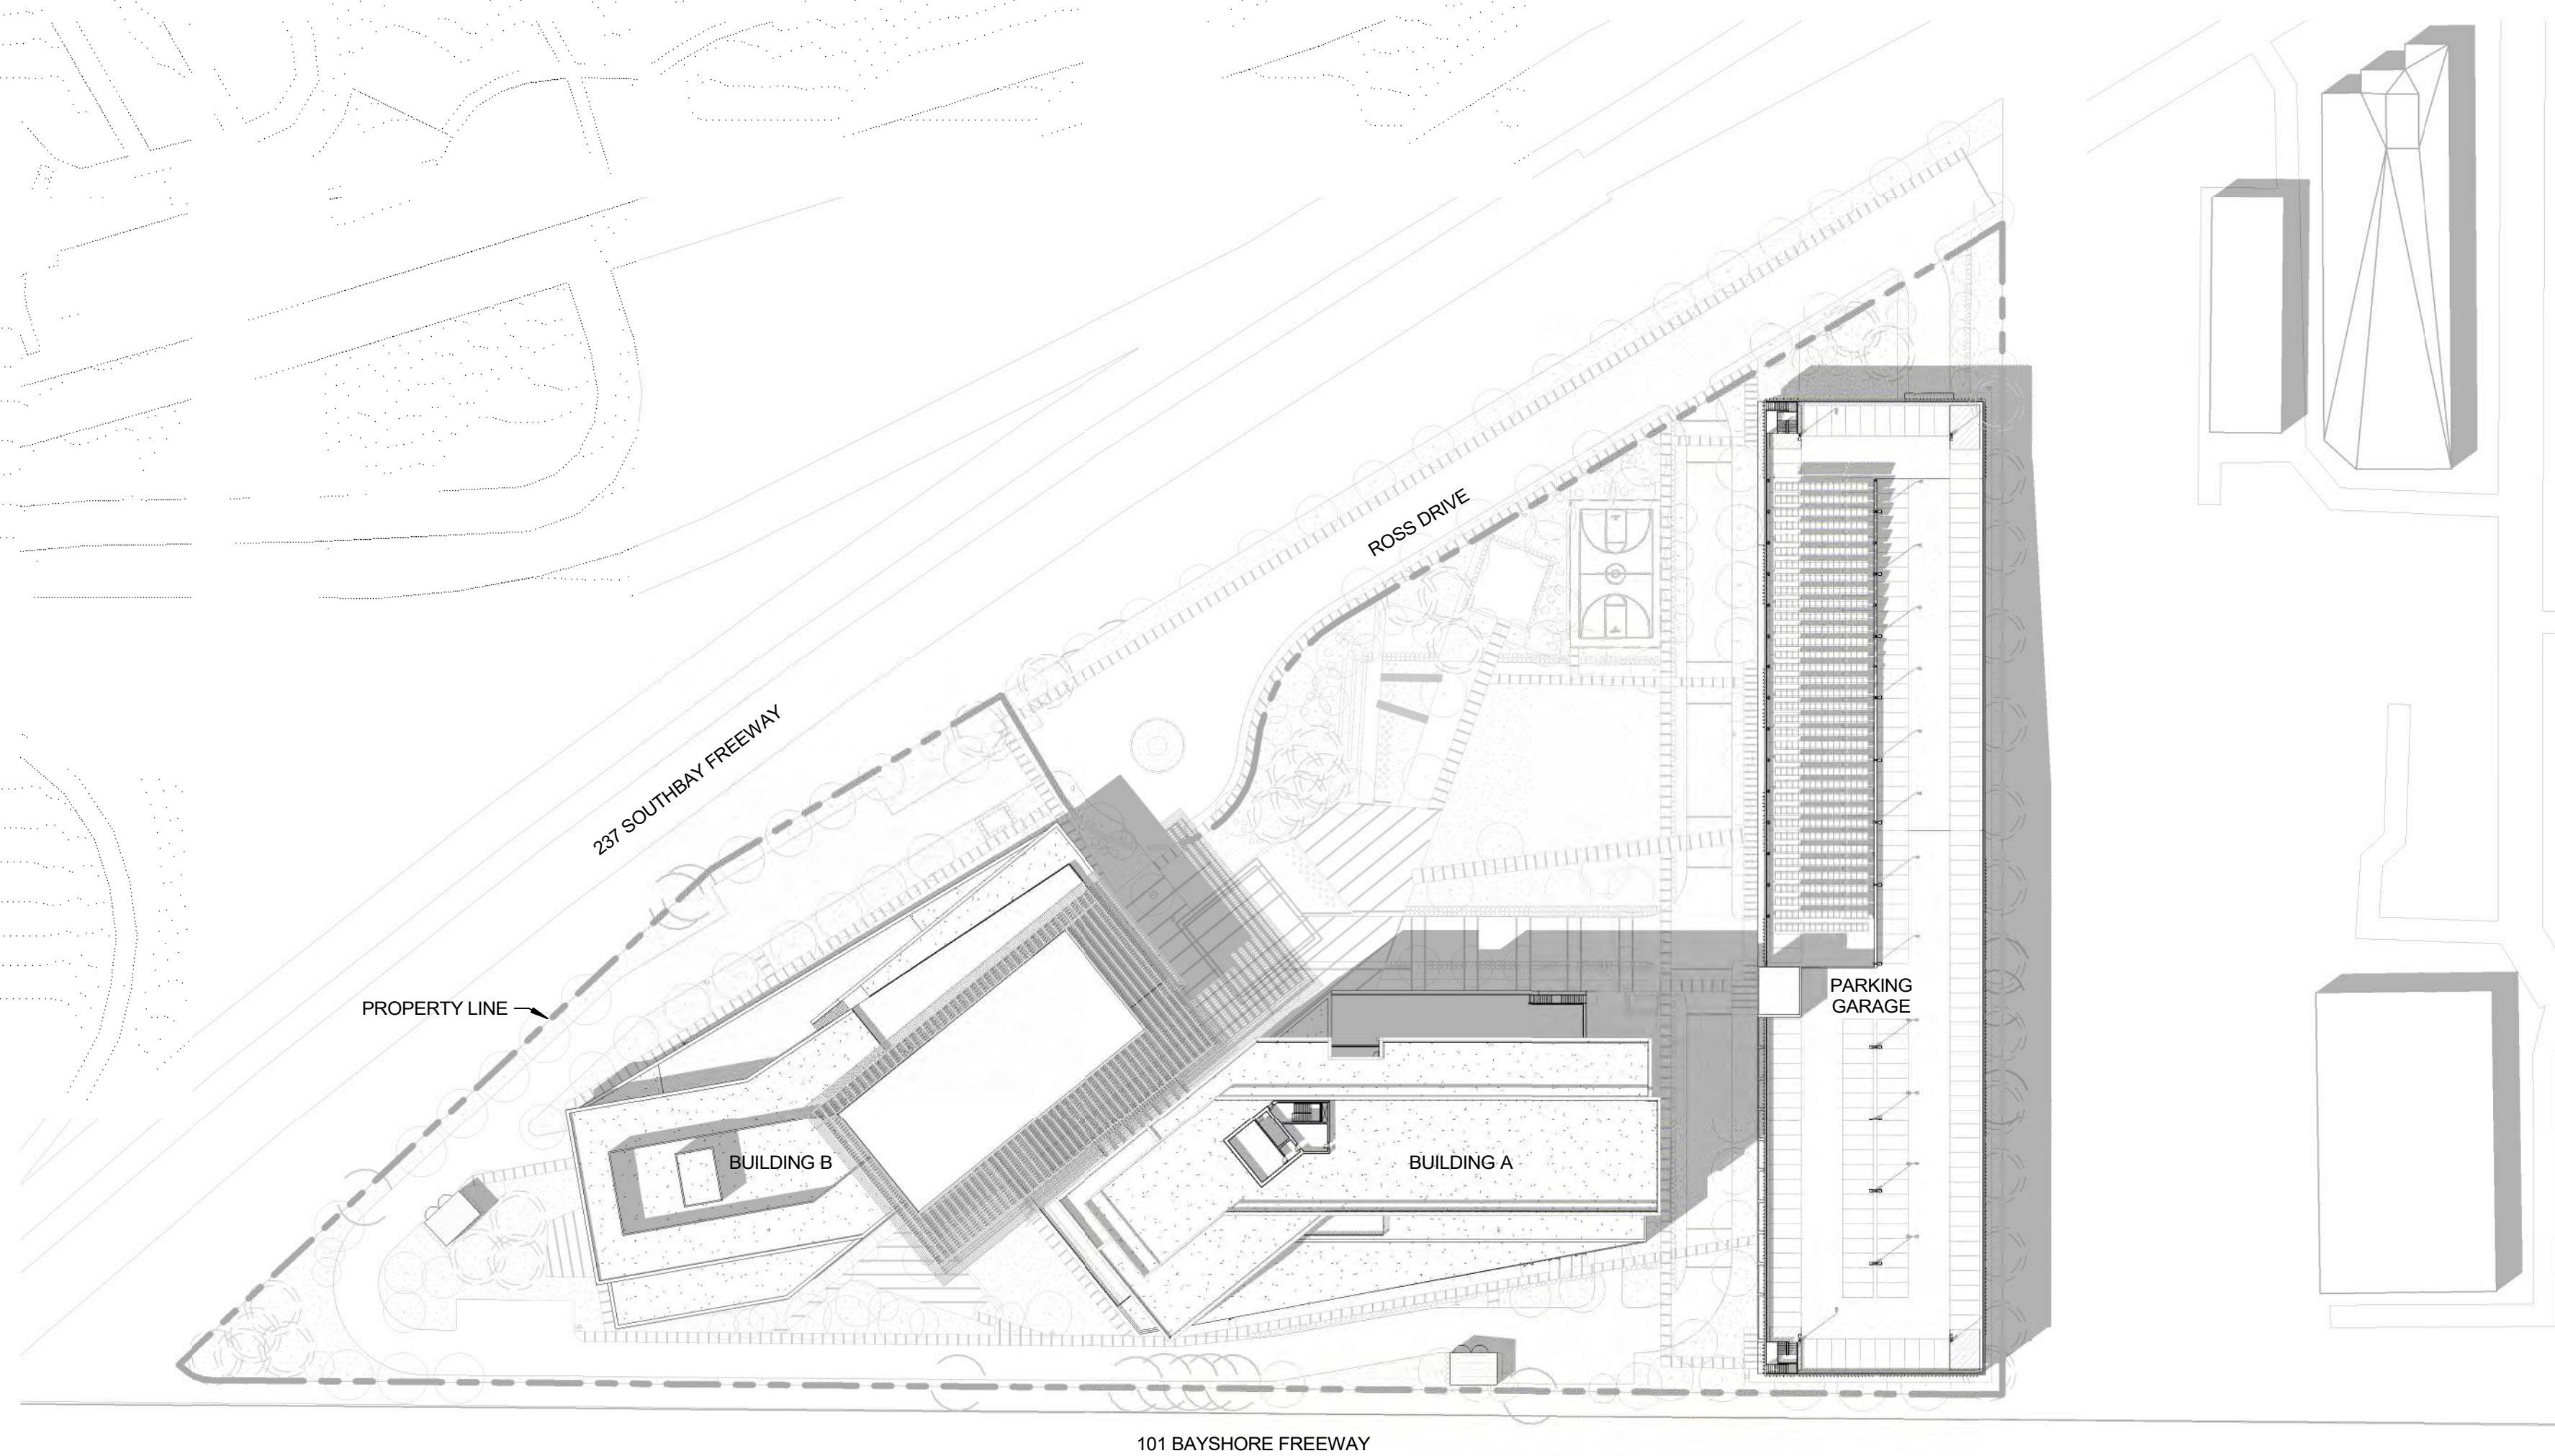 ROSS DRIVE
237 SOUTHBAY FREEWAY
PROPERTY LINE
PARKING
GARAGE
BUILDING B
BUILDING A
101 BAYSHORE FREEWAY